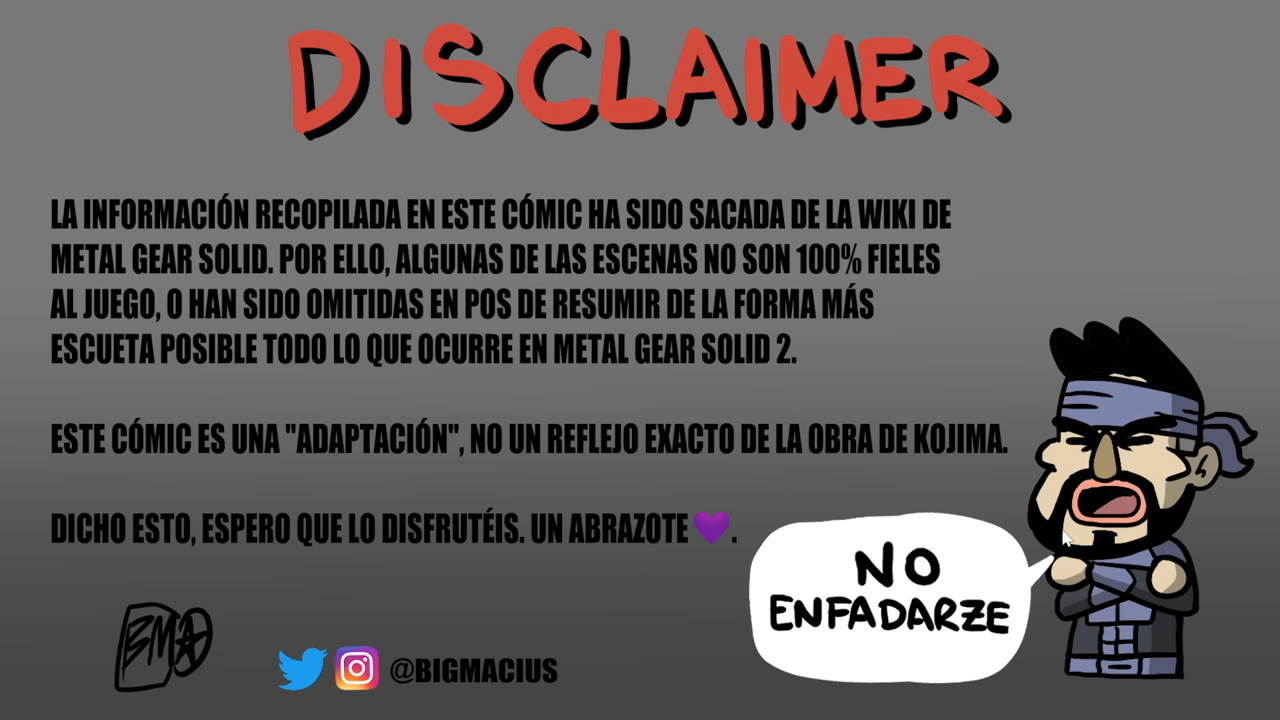 DISCLAIMER
LA INFORMACIÓN RECOPILADA EN ESTE CÓMIC HA SIDO SACADA DE LA WIKI DE
METAL GEAR SOLID. POR ELLO, ALGUNAS DE LAS ESCENAS NO SON 100% FIELES
AL JUEGO, O HAN SIDO OMITIDAS EN POS DE RESUMIR DE LA FORMA MÁS
ESCUETA POSIBLE TODO LO QUE OCURRE EN METAL GEAR SOLID 2.
ESTE CÓMIC ES UNA "ADAPTACIÓN", NO UN REFLEJO EXACTO DE LA OBRA DE KOJIMA.
DICHO ESTO, ESPERO QUE LO DISFRUTÉIS. UN ABRAZOTE 💜.
NO
ENFADARZE
@BIGMACIUS